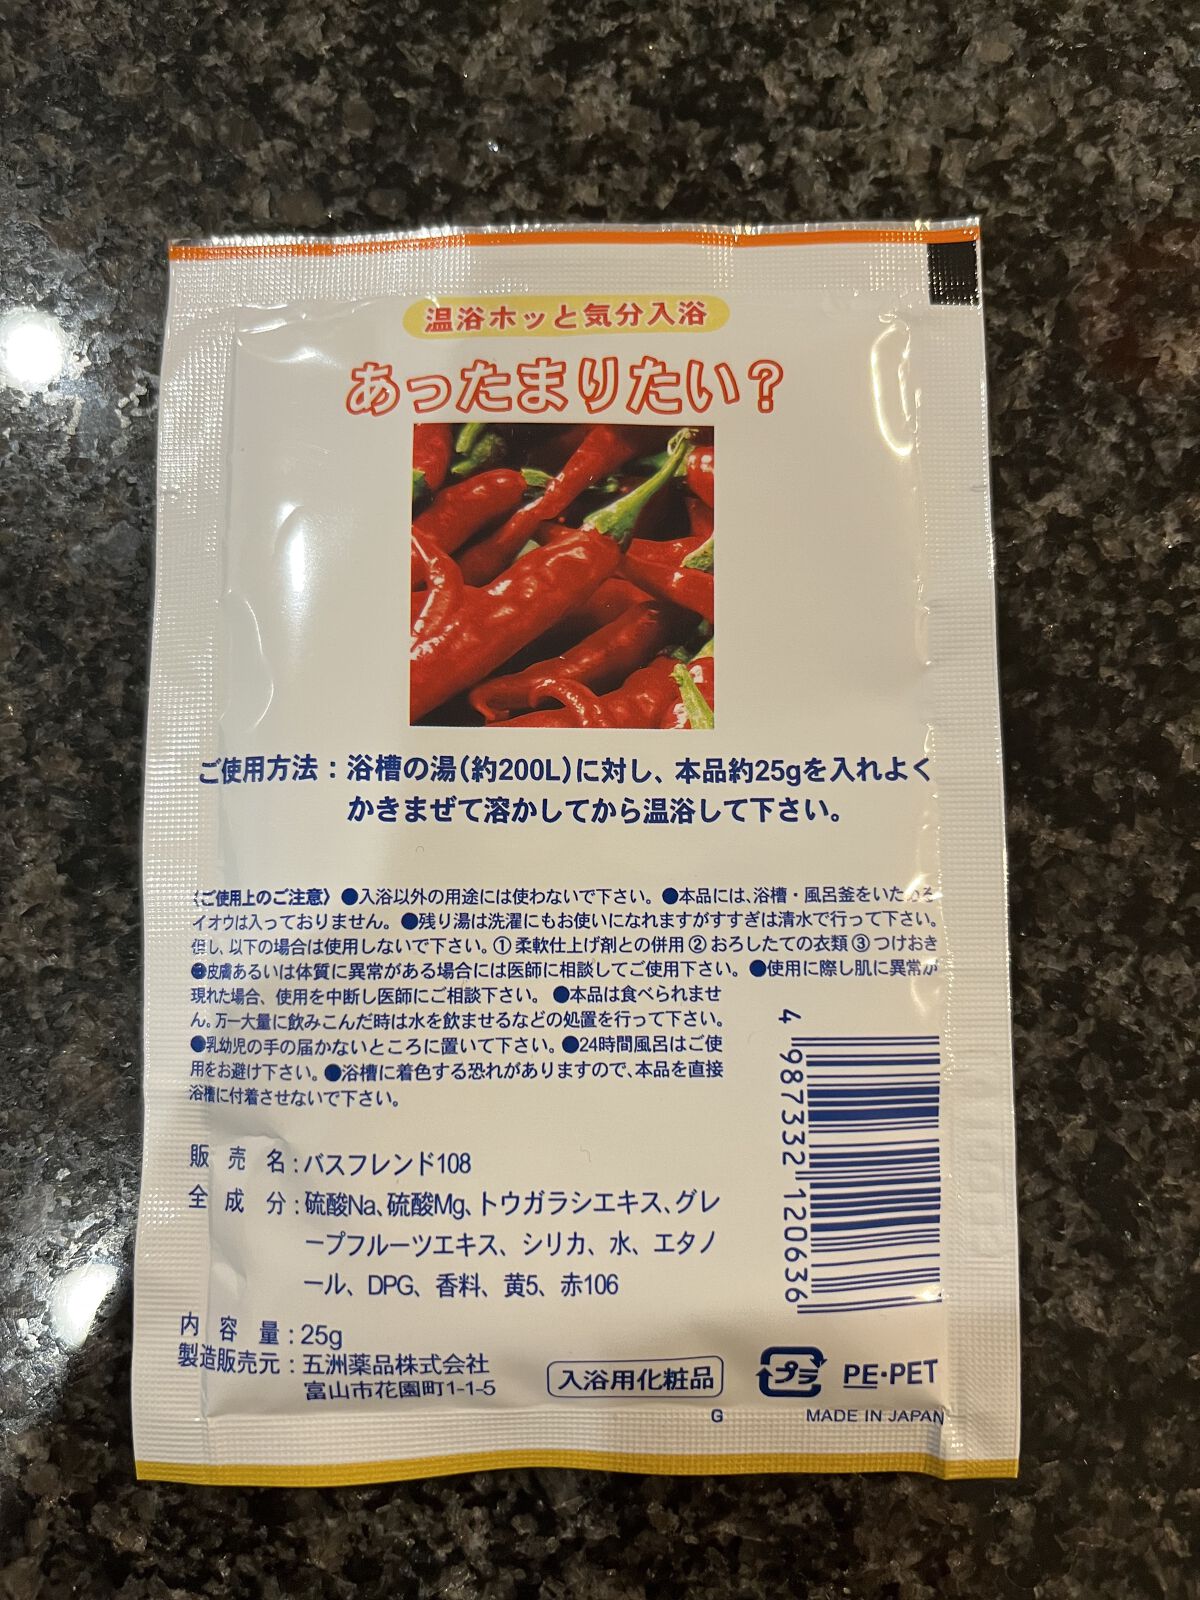 温浴ホッと気分入浴
あったまりたい？
ご使用方法：浴槽の湯(約200L)に対し、本品約25gを入れよく
かきまぜて溶かしてから温浴して下さい。
〈ご使用上のご注意〉●入浴以外の用途には使わないで下さい。●本品には、浴槽・風呂釜をいためる
イオウは入っておりません。●残り湯は洗濯にもお使いになれますがすすぎは清水で行って下さい。
但し、以下の場合は使用しないで下さい。①柔軟仕上げ剤との併用②おろしたての衣類③つけおき
●皮膚あるいは体質に異常がある場合には医師に相談してご使用下さい。●使用に際し肌に異常が
現れた場合、使用を中断し医師にご相談下さい。●本品は食べられませ
ん。万一大量に飲みこんだ時は水を飲ませるなどの処置を行って下さい。
●乳幼児の手の届かないところに置いて下さい。●24時間風呂はご使
用をお避け下さい。●浴槽に着色する恐れがありますので、本品を直接
浴槽に付着させないで下さい。
販売名：バスフレンド108
全成分：硫酸Na、硫酸Mg、トウガラシエキス、グレ
ープフルーツエキス、シリカ、水、エタノ
ール、DPG、香料、黄5、赤106
内容量：25g
製造販売元：五洲薬品株式会社
富山市花園町1-1-5
入浴用化粧品
プラ
PE・PET
G
MADE IN JAPAN
4 987332 120636